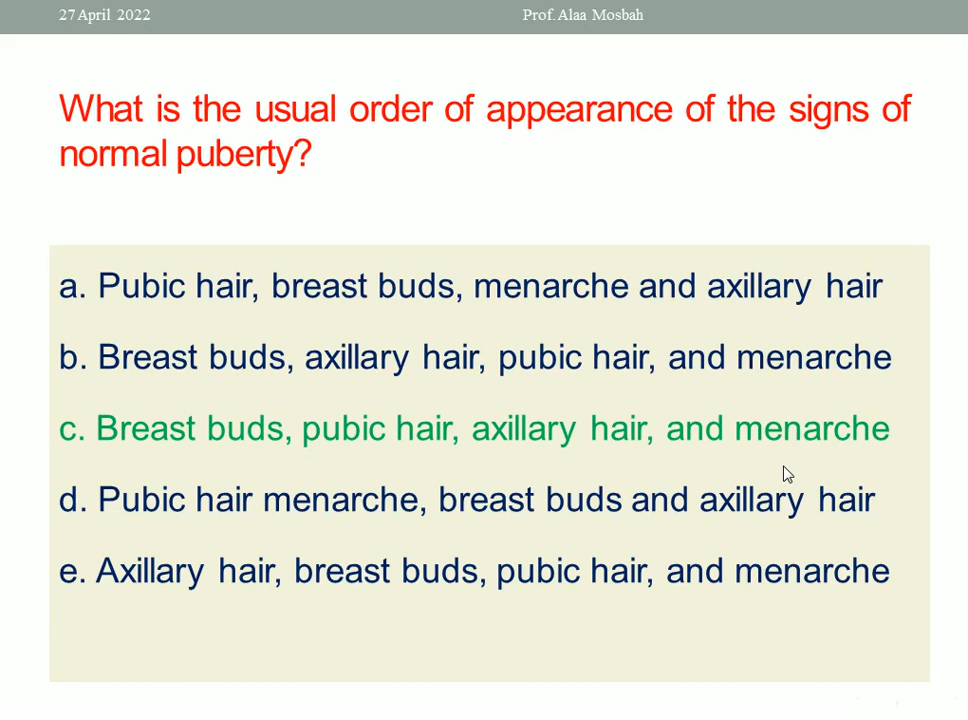 27 April 2022
Prof. Alaa Mosbah
What is the usual order of appearance of the signs of
normal puberty?
a. Pubic hair, breast buds, menarche and axillary hair
b. Breast buds, axillary hair, pubic hair, and menarche
c. Breast buds, pubic hair, axillary hair, and menarche
d. Pubic hair menarche, breast buds and axillary hair
e. Axillary hair, breast buds, pubic hair, and menarche